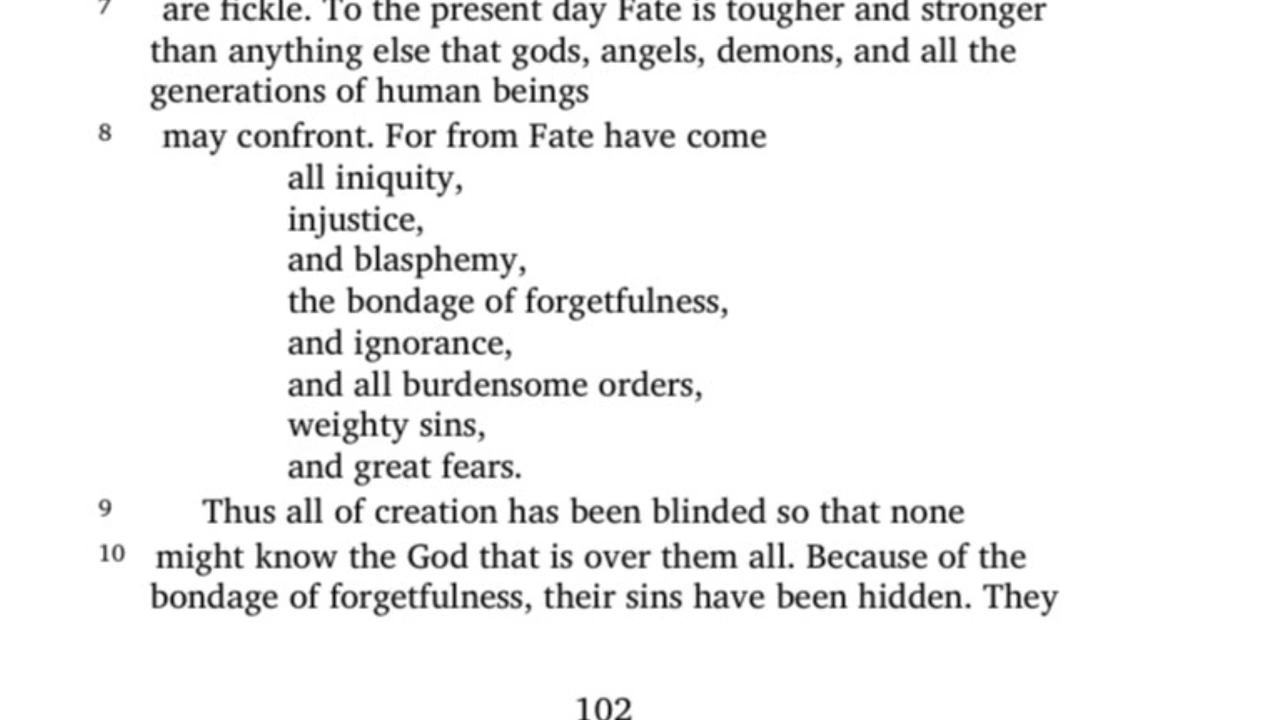 7 are fickle. To the present day Fate is tougher and stronger
than anything else that gods, angels, demons, and all the
generations of human beings
8 may confront. For from Fate have come
all iniquity,
injustice,
and blasphemy,
the bondage of forgetfulness,
and ignorance,
and all burdensome orders,
weighty sins,
and great fears.
9 Thus all of creation has been blinded so that none
10 might know the God that is over them all. Because of the
bondage of forgetfulness, their sins have been hidden. They
102